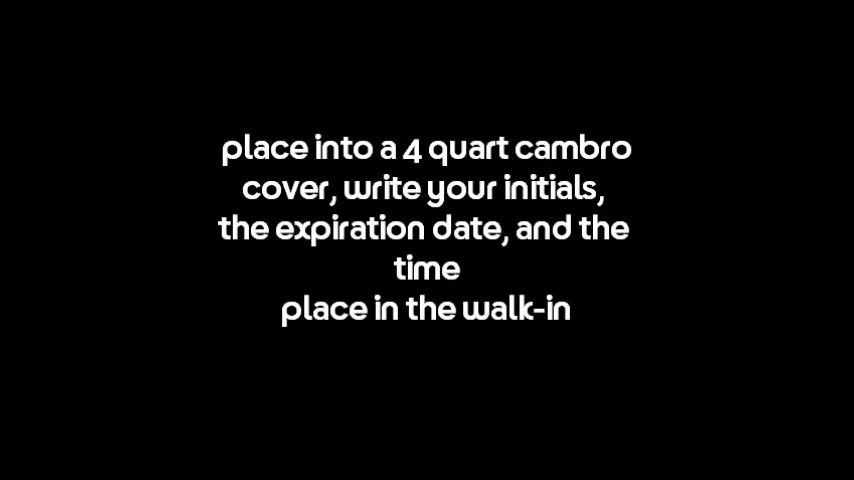 place into a 4 quart cambro
cover, write your initials,
the expiration date, and the
time
place in the walk-in